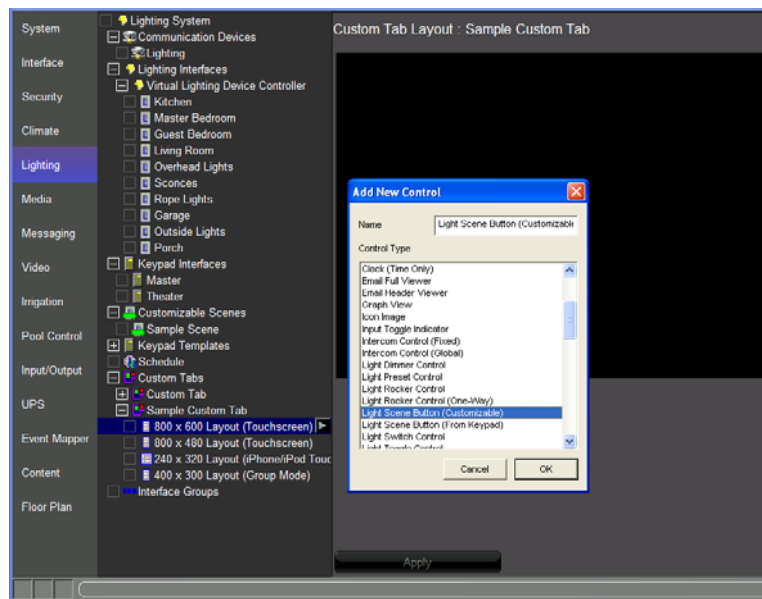 System
Interface
Security
Climate
Lighting
Media
Messaging
Video
Irrigation
Pool Control
Input/Output
UPS
Event Mapper
Content
Floor Plan
Lighting System
Communication Devices
Lighting
Lighting Interfaces
Virtual Lighting Device Controller
Kitchen
Master Bedroom
Guest Bedroom
Living Room
Overhead Lights
Sconces
Rope Lights
Garage
Outside Lights
Porch
Keypad Interfaces
Master
Theater
Customizable Scenes
Sample Scene
Keypad Templates
Schedule
Custom Tabs
Custom Tab
Sample Custom Tab
800 x 600 Layout (Touchscreen)
800 x 480 Layout (Touchscreen)
240 x 320 Layout (iPhone/iPod Touc
400 x 300 Layout (Group Mode)
Interface Groups
Custom Tab Layout : Sample Custom Tab
Add New Control
Name
Light Scene Button (Customizable
Control Type
Clock (Time Only)
Email Full Viewer
Email Header Viewer
Graph View
Icon Image
Input Toggle Indicator
Intercom Control (Fixed)
Intercom Control (Global)
Light Dimmer Control
Light Preset Control
Light Rocker Control
Light Rocker Control (One-Way)
Light Scene Button (Customizable)
Light Scene Button (From Keypad)
Light Switch Control
Light Toggle Control
Cancel
OK
Apply